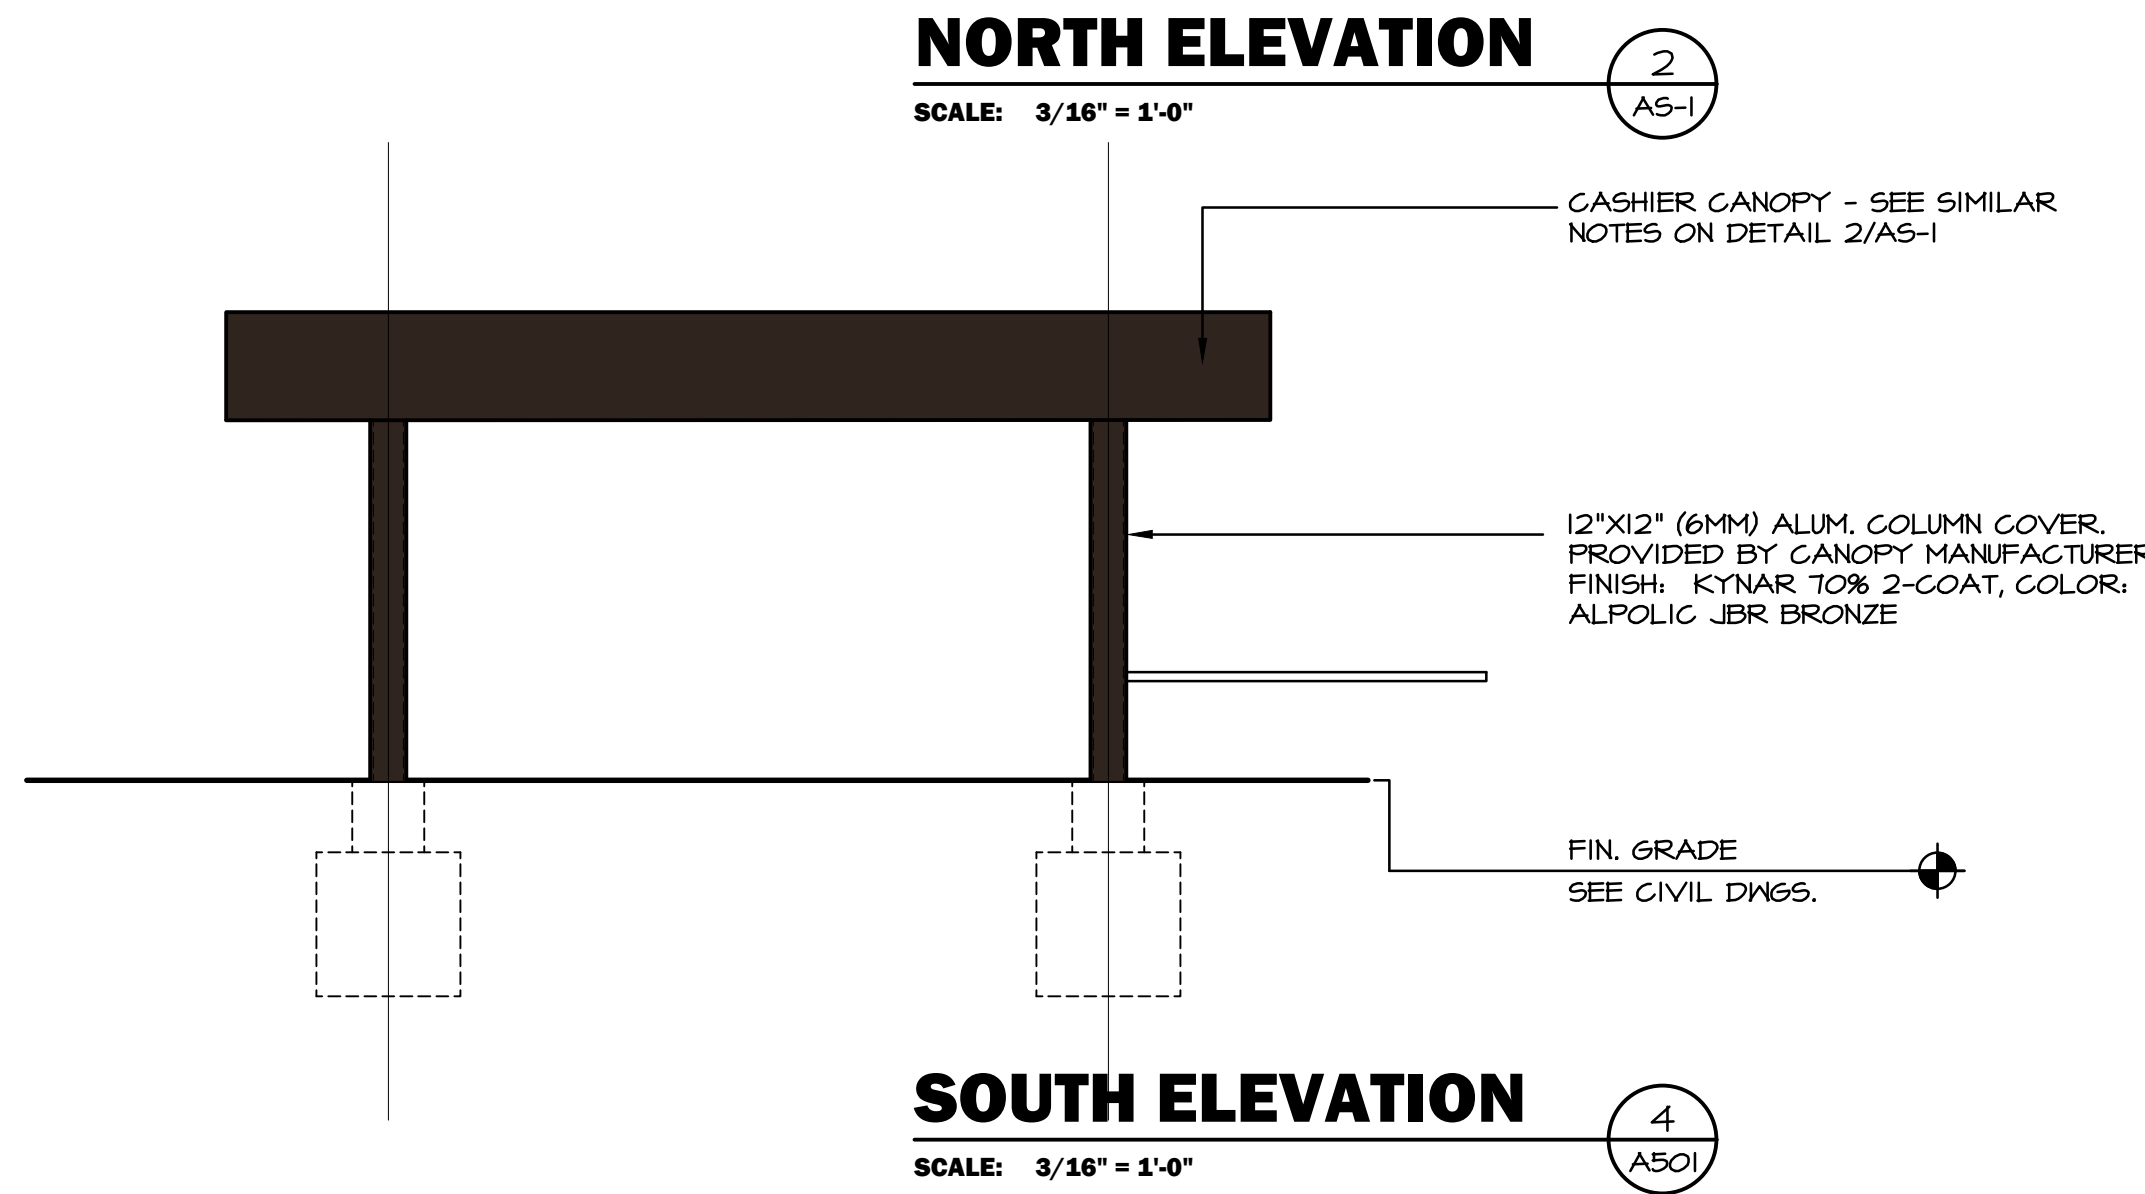 NORTH ELEVATION
2
AS-1
SCALE: 3/16" = 1'-0"
CASHIER CANOPY - SEE SIMILAR
NOTES ON DETAIL 2/AS-1
12"X12" (6MM) ALUM. COLUMN COVER.
PROVIDED BY CANOPY MANUFACTURER
FINISH: KYNAR 70% 2-COAT, COLOR:
ALPOLIC JBR BRONZE
FIN. GRADE
SEE CIVIL DWGS.
SOUTH ELEVATION
4
A501
SCALE: 3/16" = 1'-0"